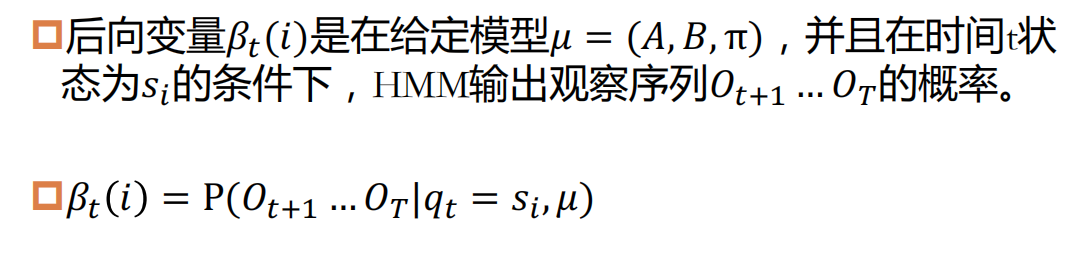 后向变量βₜ(i)是在给定模型μ = (A, B, π)，并且在时间t状
态为sᵢ的条件下，HMM输出观察序列Oₜ₊₁ … O_T的概率。
βₜ(i) = P(Oₜ₊₁ … O_T|qₜ = sᵢ, μ)